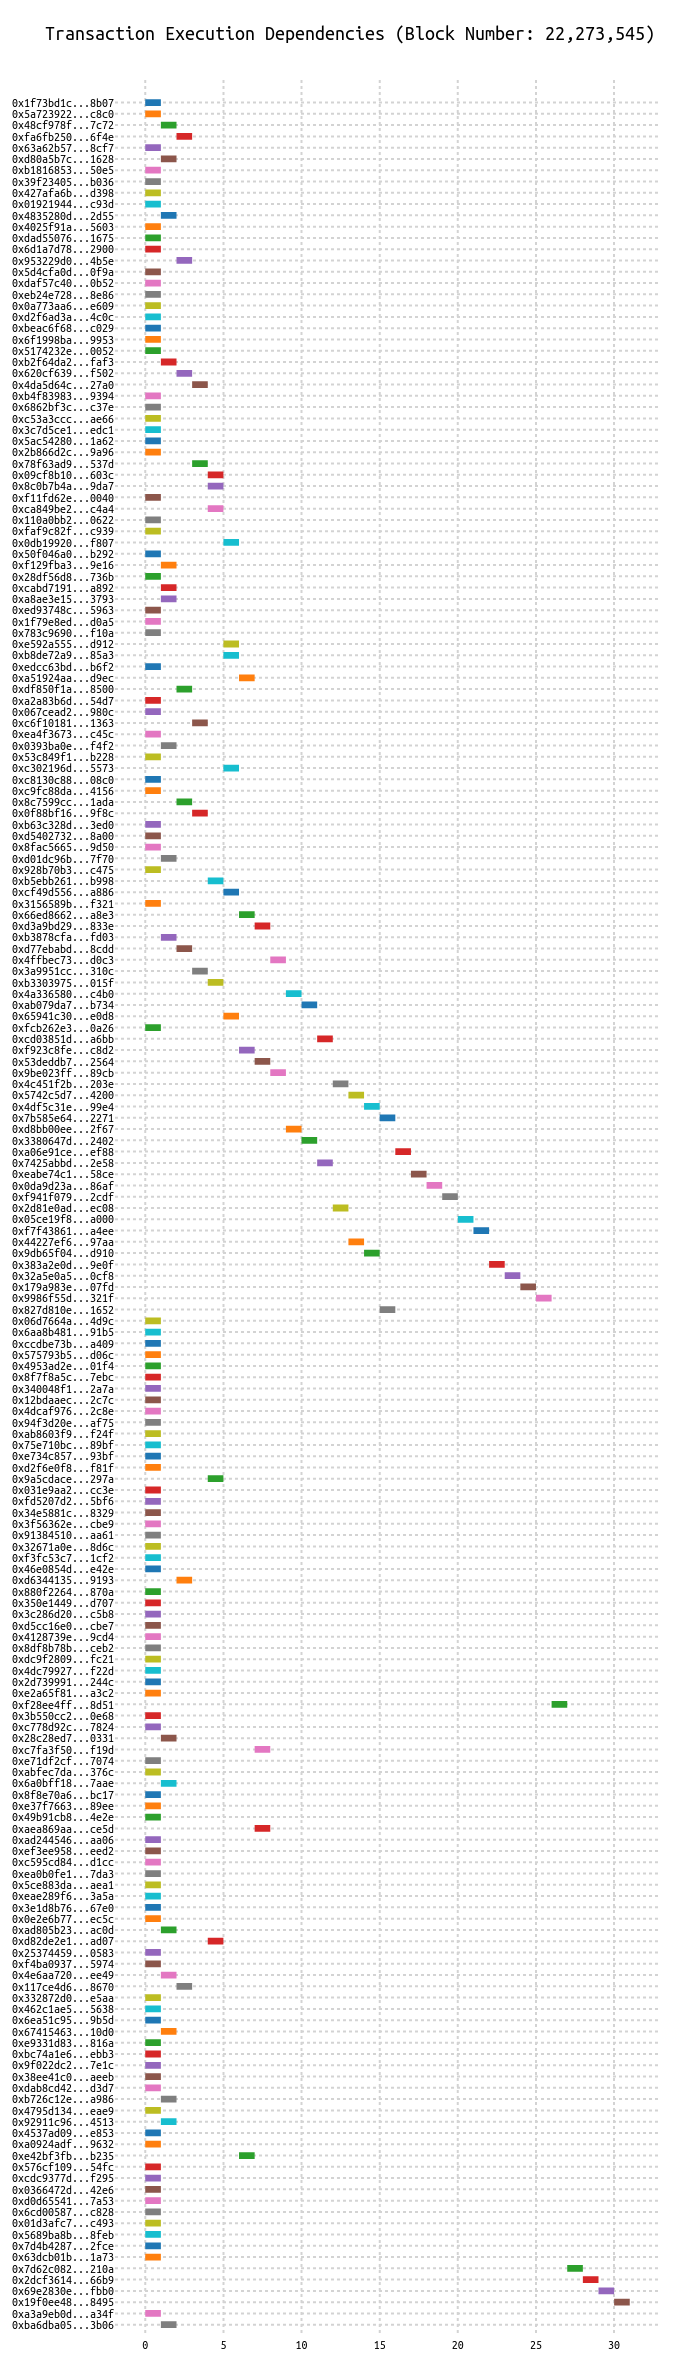 Transaction Execution Dependencies (Block Number: 22,273,545)
0x1f73bd1c...8b07
0x5a723922...c8c0
0x48cf978f...7c72
0xfa6fb250...6f4e
0x63a62b57...8cf7
0xd80a5b7c...1628
0xb1816853...50e5
0x39f23405...b036
0x427afa6b...d398
0x01921944...c93d
0x4835280d...2d55
0x4025f91a...5603
0xdad55076...1675
0x6d1a7d78...2900
0x953229d0...4b5e
0x5d4cfa0d...0f9a
0xdaf57c40...0b52
0xeb24e728...8e86
0x0a773aa6...e609
0xd2f6ad3a...4c0c
0xbeac6f68...c029
0x6f1998ba...9953
0x5174232e...0052
0xb2f64da2...faf3
0x620cf639...f502
0x4da5d64c...27a0
0xb4f83983...9394
0x6862bf3c...c37e
0xc53a3ccc...ae66
0x3c7d5ce1...edc1
0x5ac54280...1a62
0x2b866d2c...9a96
0x78f63ad9...537d
0x09cf8b10...603c
0x8c0b7b4a...9da7
0xf11fd62e...0040
0xca849be2...c4a4
0x110a0bb2...0622
0xfaf9c82f...c939
0x0db19920...f807
0x50f046a0...b292
0xf129fba3...9e16
0x28df56d8...736b
0xcabd7191...a892
0xa8ae3e15...3793
0xed93748c...5963
0x1f79e8ed...d0a5
0x783c9690...f10a
0xe592a555...d912
0xb8de72a9...85a3
0xedcc63bd...b6f2
0xa51924aa...d9ec
0xdf850f1a...8500
0xa2a83b6d...54d7
0x067cead2...980c
0xc6f10181...1363
0xea4f3673...c45c
0x0393ba0e...f4f2
0x53c849f1...b228
0xc302196d...5573
0xc8130c88...08c0
0xc9fc88da...4156
0x8c7599cc...1ada
0x0f88bf16...9f8c
0xb63c328d...3ed0
0xd5402732...8a00
0x8fac5665...9d50
0xd01dc96b...7f70
0x928b70b3...c475
0xb5ebb261...b998
0xcf49d556...a886
0x3156589b...f321
0x66ed8662...a8e3
0xd3a9bd29...833e
0xb3878cfa...fd03
0xd77ebabd...8cdd
0x4ffbec73...d0c3
0x3a9951cc...310c
0xb3303975...015f
0x4a336580...c4b0
0xab079da7...b734
0x65941c30...e0d8
0xfcb262e3...0a26
0xcd03851d...a6bb
0xf923c8fe...c8d2
0x53deddb7...2564
0x9be023ff...89cb
0x4c451f2b...203e
0x5742c5d7...4200
0x4df5c31e...99e4
0x7b585e64...2271
0xd8bb00ee...2f67
0x3380647d...2402
0xa06e91ce...ef88
0x7425abbd...2e58
0xeabe74c1...58ce
0x0da9d23a...86af
0xf941f079...2cdf
0x2d81e0ad...ec08
0x05ce19f8...a000
0xf7f43861...a4ee
0x44227ef6...97aa
0x9db65f04...d910
0x383a2e0d...9e0f
0x32a5e0a5...0cf8
0x179a983e...07fd
0x9986f55d...321f
0x827d810e...1652
0x06d7664a...4d9c
0x6aa8b481...91b5
0xccdbe73b...a409
0x575793b5...d06c
0x4953ad2e...01f4
0x8f7f8a5c...7ebc
0x340048f1...2a7a
0x12bdaaec...2c7c
0x4dcaf976...2c8e
0x94f3d20e...af75
0xab8603f9...f24f
0x75e710bc...89bf
0xe734c857...93bf
0xd2f6e0f8...f81f
0x9a5cdace...297a
0x031e9aa2...cc3e
0xfd5207d2...5bf6
0x34e5881c...8329
0x3f56362e...cbe9
0x91384510...aa61
0x32671a0e...8d6c
0xf3fc53c7...1cf2
0x46e0854d...e42e
0xd6344135...9193
0x880f2264...870a
0x350e1449...d707
0x3c286d20...c5b8
0xd5cc16e0...cbe7
0x4128739e...9cd4
0x8df8b78b...ceb2
0xdc9f2809...fc21
0x4dc79927...f22d
0x2d739991...244c
0xe2a65f81...a3c2
0xf28ee4ff...8d51
0x3b550cc2...0e68
0xc778d92c...7824
0x28c28ed7...0331
0xc7fa3f50...f19d
0xe71df2cf...7074
0xabfec7da...376c
0x6a0bff18...7aae
0x8f8e70a6...bc17
0xe37f7663...89ee
0x49b91cb8...4e2e
0xaea869aa...ce5d
0xad244546...aa06
0xef3ee958...eed2
0xc595cd84...d1cc
0xea0b0fe1...7da3
0x5ce883da...aea1
0xeae289f6...3a5a
0x3e1d8b76...67e0
0x0e2e6b77...ec5c
0xad805b23...ac0d
0xd82de2e1...ad07
0x25374459...0583
0xf4ba0937...5974
0x4e6aa720...ee49
0x117ce4d6...8670
0x332872d0...e5aa
0x462c1ae5...5638
0x6ea51c95...9b5d
0x67415463...10d0
0xe9331d83...816a
0xbc74a1e6...ebb3
0x9f022dc2...7e1c
0x38ee41c0...aeeb
0xdab8cd42...d3d7
0xb726c12e...a986
0x4795d134...eae9
0x92911c96...4513
0x4537ad09...e853
0xa0924adf...9632
0xe42bf3fb...b235
0x576cf109...54fc
0xcdc9377d...f295
0x0366472d...42e6
0xd0d65541...7a53
0x6cd00587...c828
0x01d3afc7...c493
0x5689ba8b...8feb
0x7d4b4287...2fce
0x63dcb01b...1a73
0x7d62c082...210a
0x2dcf3614...66b9
0x69e2830e...fbb0
0x19f0ee48...8495
0xa3a9eb0d...a34f
0xba6dba05...3b06
0 5 10 15 20 25 30